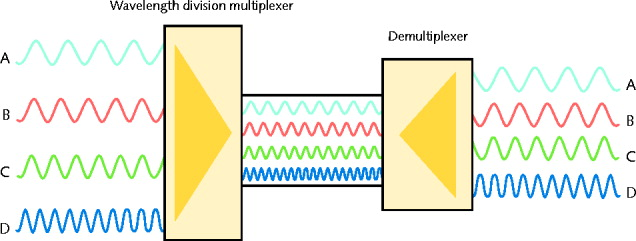 Wavelength division multiplexer
Demultiplexer
A
B
C
D
A
B
C
D